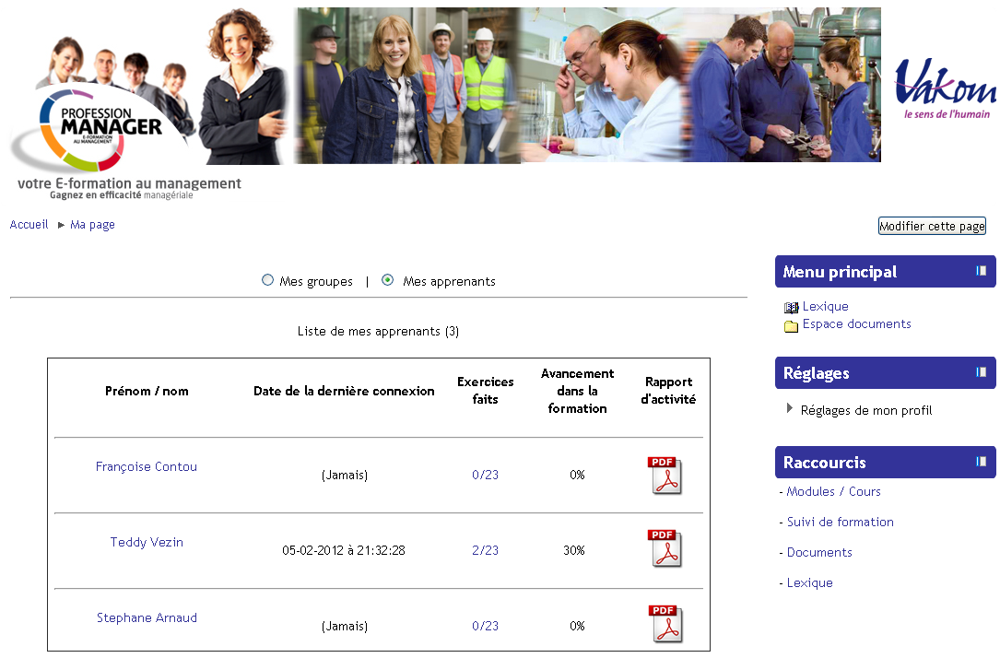 PROFESSION
MANAGER
E-FORMATION
AU MANAGEMENT
votre E-formation au management
Gagnez en efficacité managériale
Vakom
le sens de l'humain
Accueil ► Ma page
Modifier cette page
Mes groupes | Mes apprenants
Liste de mes apprenants (3)
Prénom / nom Date de la dernière connexion Exercices faits Avancement dans la formation Rapport d'activité
Françoise Contou (Jamais) 0/23 0% PDF
Teddy Vezin 05-02-2012 à 21:32:28 2/23 30% PDF
Stephane Arnaud (Jamais) 0/23 0% PDF
Menu principal
Lexique
Espace documents
Réglages
Réglages de mon profil
Raccourcis
- Modules / Cours
- Suivi de formation
- Documents
- Lexique